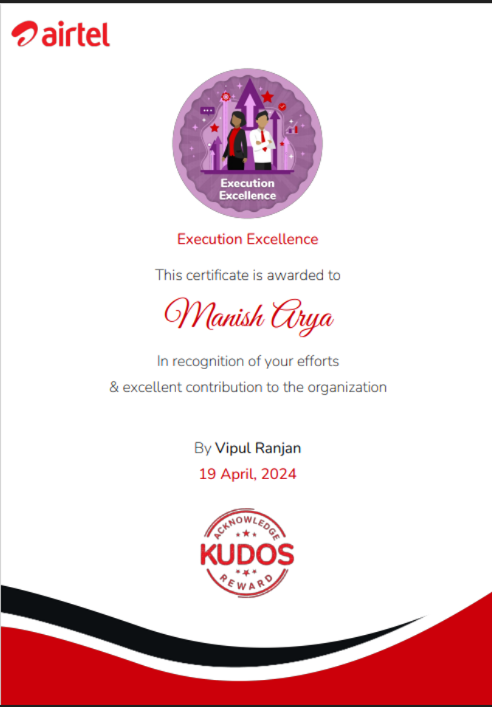 airtel
Execution
Excellence
Execution Excellence
This certificate is awarded to
Manish Arya
In recognition of your efforts
& excellent contribution to the organization
By Vipul Ranjan
19 April, 2024
ACKNOWLEDGE
KUDOS
REWARD